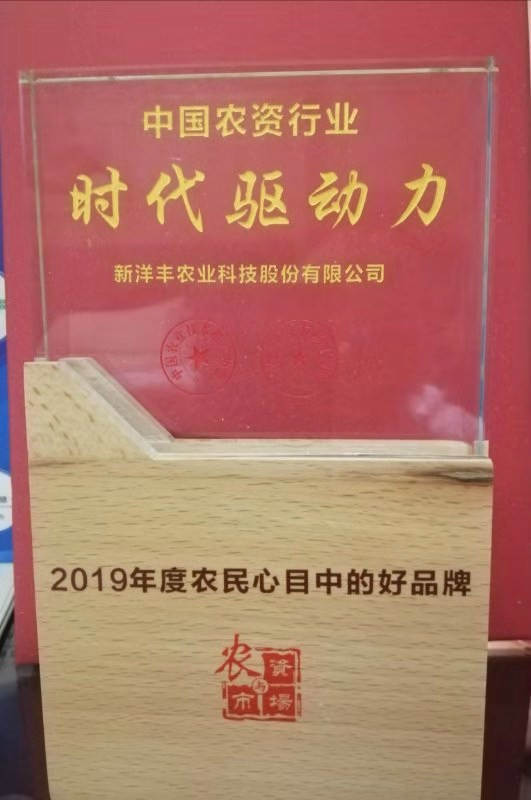 中国农资行业
时代驱动力
新洋丰农业科技股份有限公司
2019年度农民心目中的好品牌
农资与市場